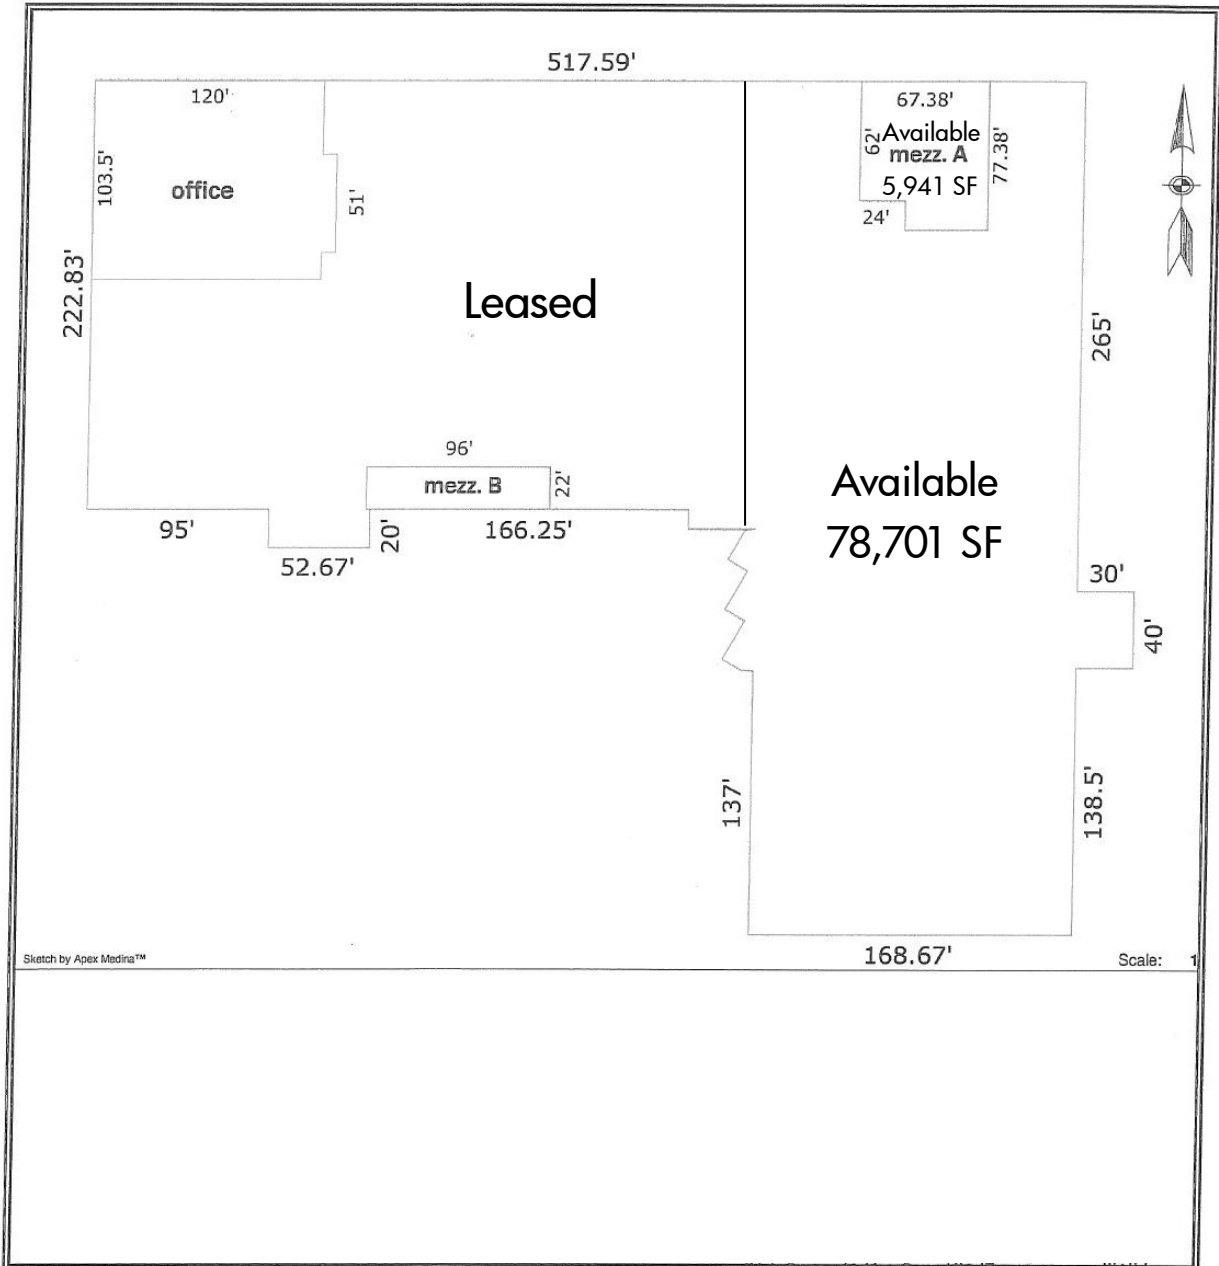 517.59'
120'
67.38'
62'
Available
mezz. A
5,941 SF
77.38'
24'
103.5'
office
51'
222.83'
Leased
265'
96'
mezz. B
22'
Available
78,701 SF
95'
20'
166.25'
52.67'
30'
40'
137'
138.5'
168.67'
Sketch by Apex Medina™
Scale: 1